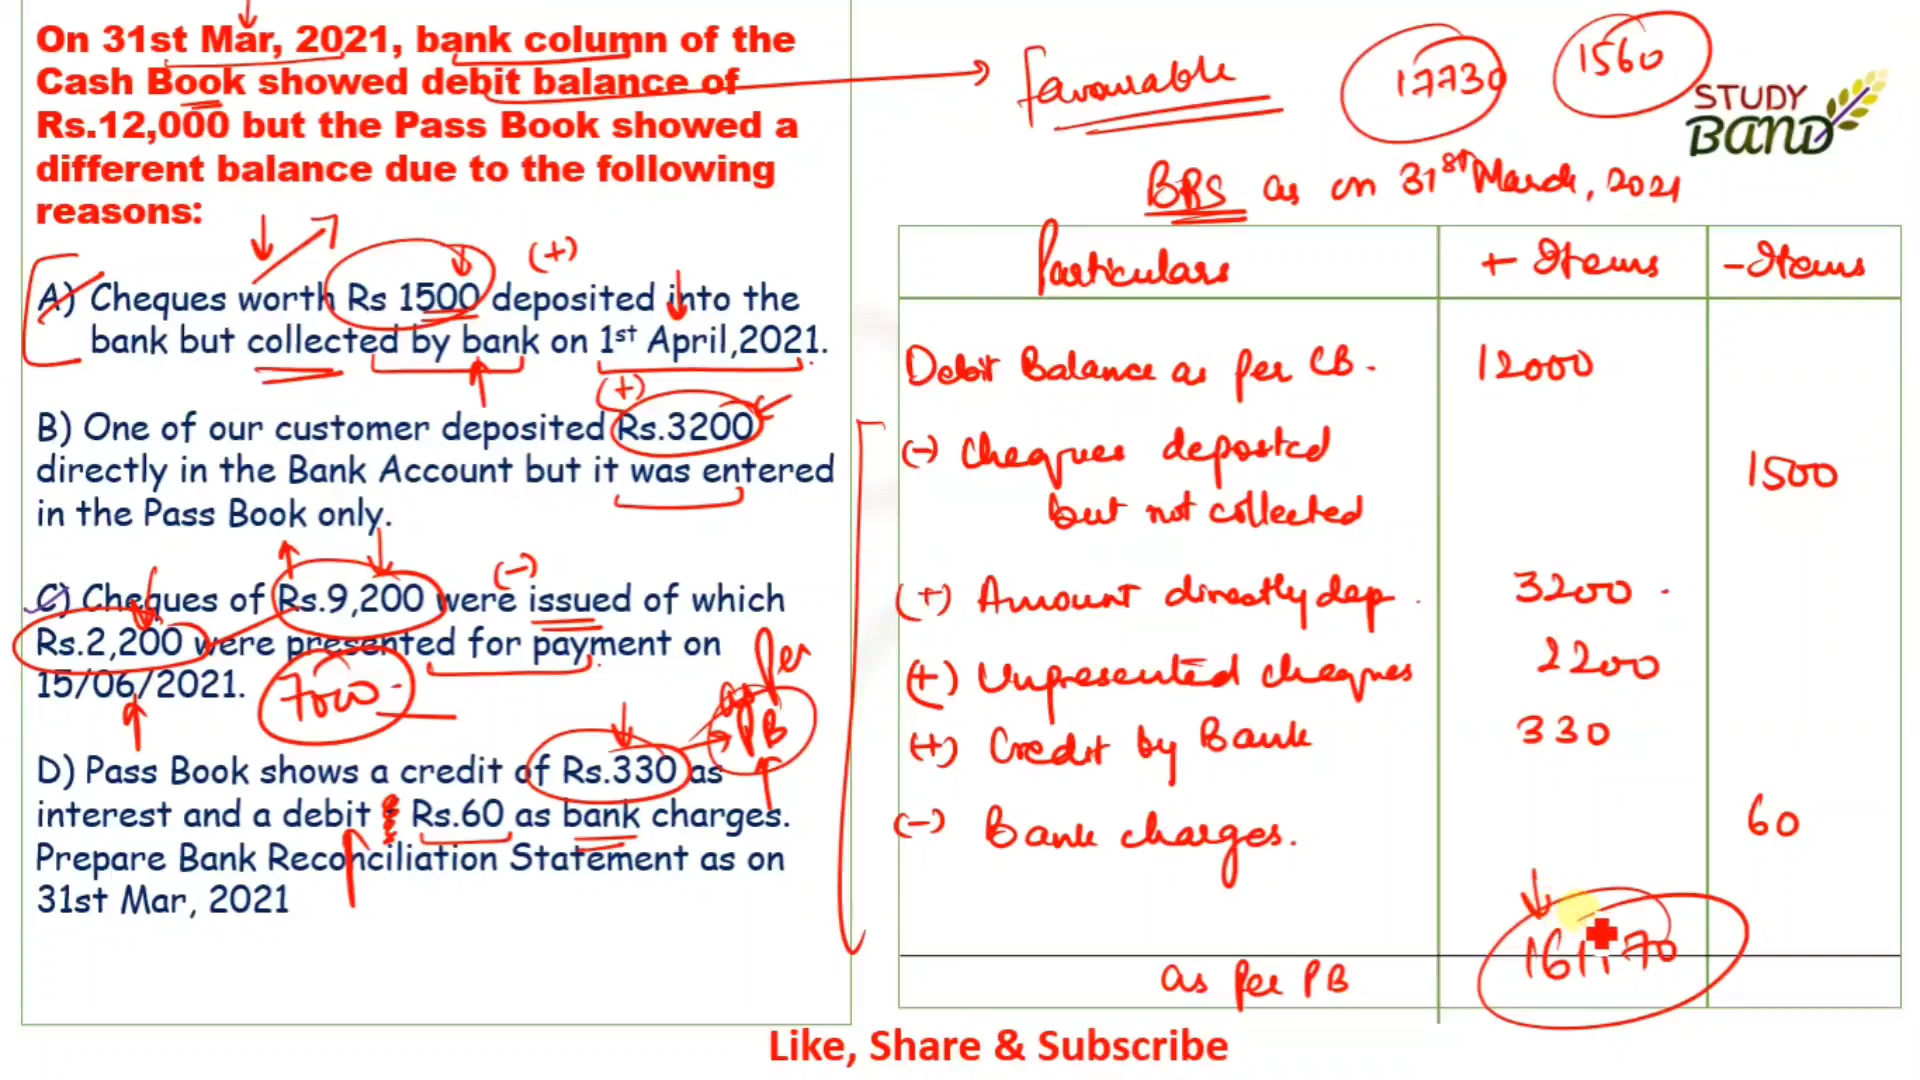 On 31st Mar, 2021, bank column of the
Cash Book showed debit balance of
Rs.12,000 but the Pass Book showed a
different balance due to the following
reasons:
(+)
A) Cheques worth Rs 1500 deposited into the
bank but collected by bank on 1st April,2021.
(+)
B) One of our customer deposited Rs.3200
directly in the Bank Account but it was entered
in the Pass Book only.
(-)
C) Cheques of Rs.9,200 were issued of which
Rs.2,200 were presented for payment on
15/06/2021.
7000
as per
PB
D) Pass Book shows a credit of Rs.330 as
interest and a debit Rs.60 as bank charges.
Prepare Bank Reconciliation Statement as on
31st Mar, 2021
favourable
17730
1560
STUDY
BAND
BRS as on 31st March, 2021
Particulars + Items - Items
Debit Balance as per CB. 12000
(-) Cheques deposited
but not collected 1500
(+) Amount directly dep. 3200
(+) Unpresented cheques 2200
(+) Credit by Bank 330
(-) Bank charges. 60
as per PB
Like, Share & Subscribe